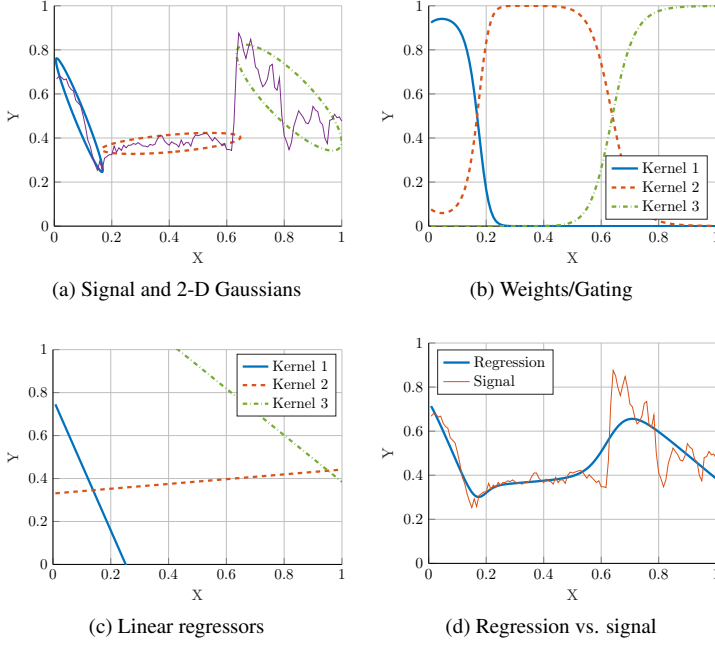 1
0.8
0.6
0.4
0.2
0
Y
0 0.2 0.4 0.6 0.8 1
X
(a) Signal and 2-D Gaussians
1
0.8
0.6
0.4
0.2
0
Y
Kernel 1
Kernel 2
Kernel 3
0 0.2 0.4 0.6 0.8 1
X
(b) Weights/Gating
1
0.8
0.6
0.4
0.2
0
Y
Kernel 1
Kernel 2
Kernel 3
0 0.2 0.4 0.6 0.8 1
X
(c) Linear regressors
1
0.8
0.6
0.4
0.2
0
Y
Regression
Signal
0 0.2 0.4 0.6 0.8 1
X
(d) Regression vs. signal